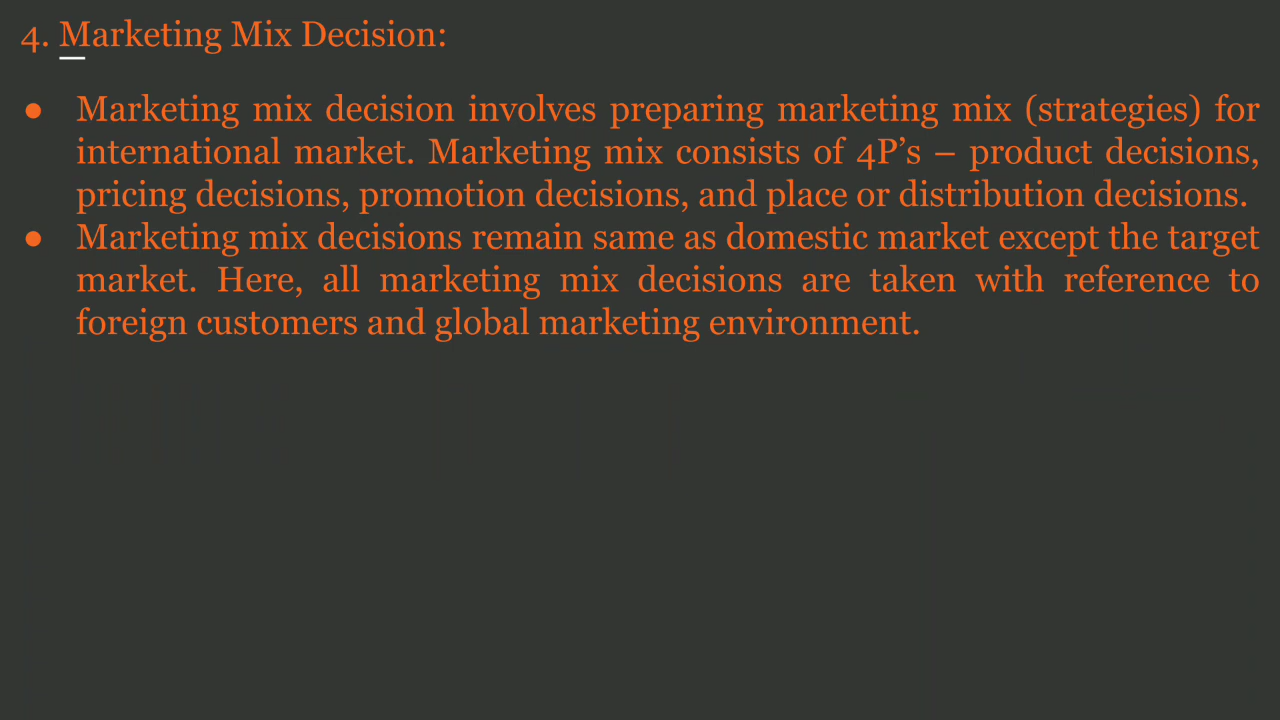 4. Marketing Mix Decision:
● Marketing mix decision involves preparing marketing mix (strategies) for
international market. Marketing mix consists of 4P’s – product decisions,
pricing decisions, promotion decisions, and place or distribution decisions.
● Marketing mix decisions remain same as domestic market except the target
market. Here, all marketing mix decisions are taken with reference to
foreign customers and global marketing environment.